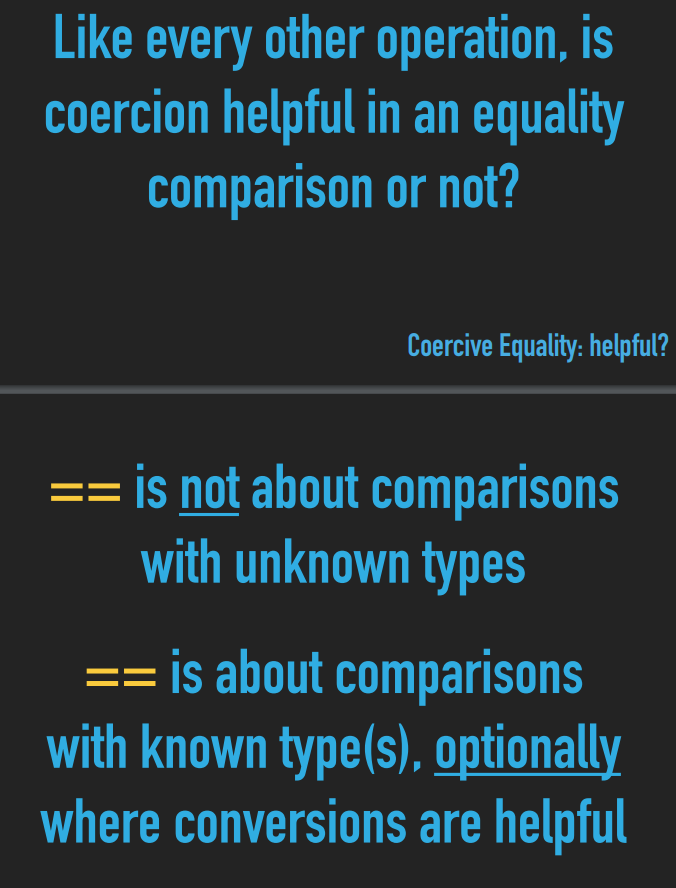 Like every other operation, is
coercion helpful in an equality
comparison or not?
Coercive Equality: helpful?
== is not about comparisons
with unknown types
== is about comparisons
with known type(s), optionally
where conversions are helpful